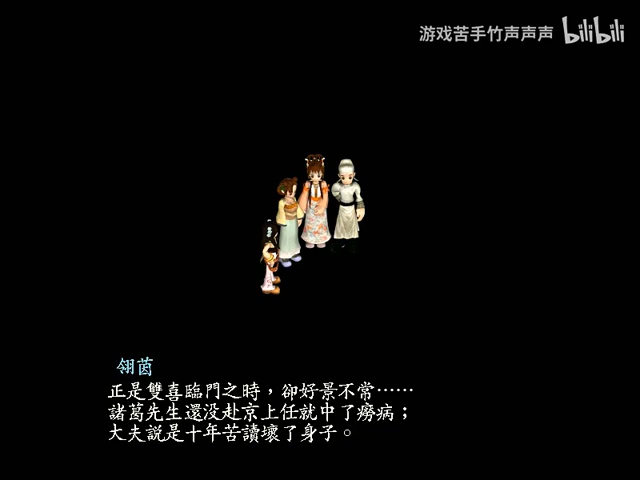 游戏苦手竹声声声 bilibili
翎茵
正是雙喜臨門之時，卻好景不常……
諸葛先生還没赴京上任就中了癆病；
大夫説是十年苦讀壞了身子。